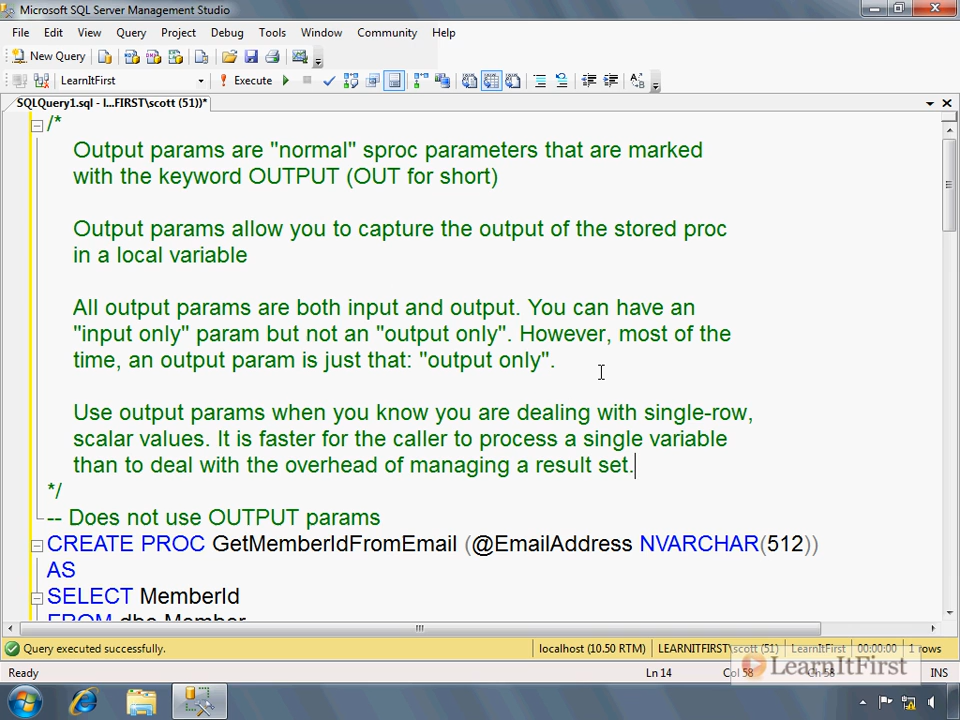 Microsoft SQL Server Management Studio
File Edit View Query Project Debug Tools Window Community Help
New Query
LearnItFirst Execute
SQLQuery1.sql - l...FIRST\scott (51))*
/*
Output params are "normal" sproc parameters that are marked
with the keyword OUTPUT (OUT for short)
Output params allow you to capture the output of the stored proc
in a local variable
All output params are both input and output. You can have an
"input only" param but not an "output only". However, most of the
time, an output param is just that: "output only".
Use output params when you know you are dealing with single-row,
scalar values. It is faster for the caller to process a single variable
than to deal with the overhead of managing a result set.
*/
-- Does not use OUTPUT params
CREATE PROC GetMemberIdFromEmail (@EmailAddress NVARCHAR(512))
AS
SELECT MemberId
FROM dbo.Member
Query executed successfully. localhost (10.50 RTM) LEARNITFIRST\scott (51) LearnItFirst 00:00:00 1 rows
Ready Ln 14 Col 58 Ch 58 INS
LearnItFirst